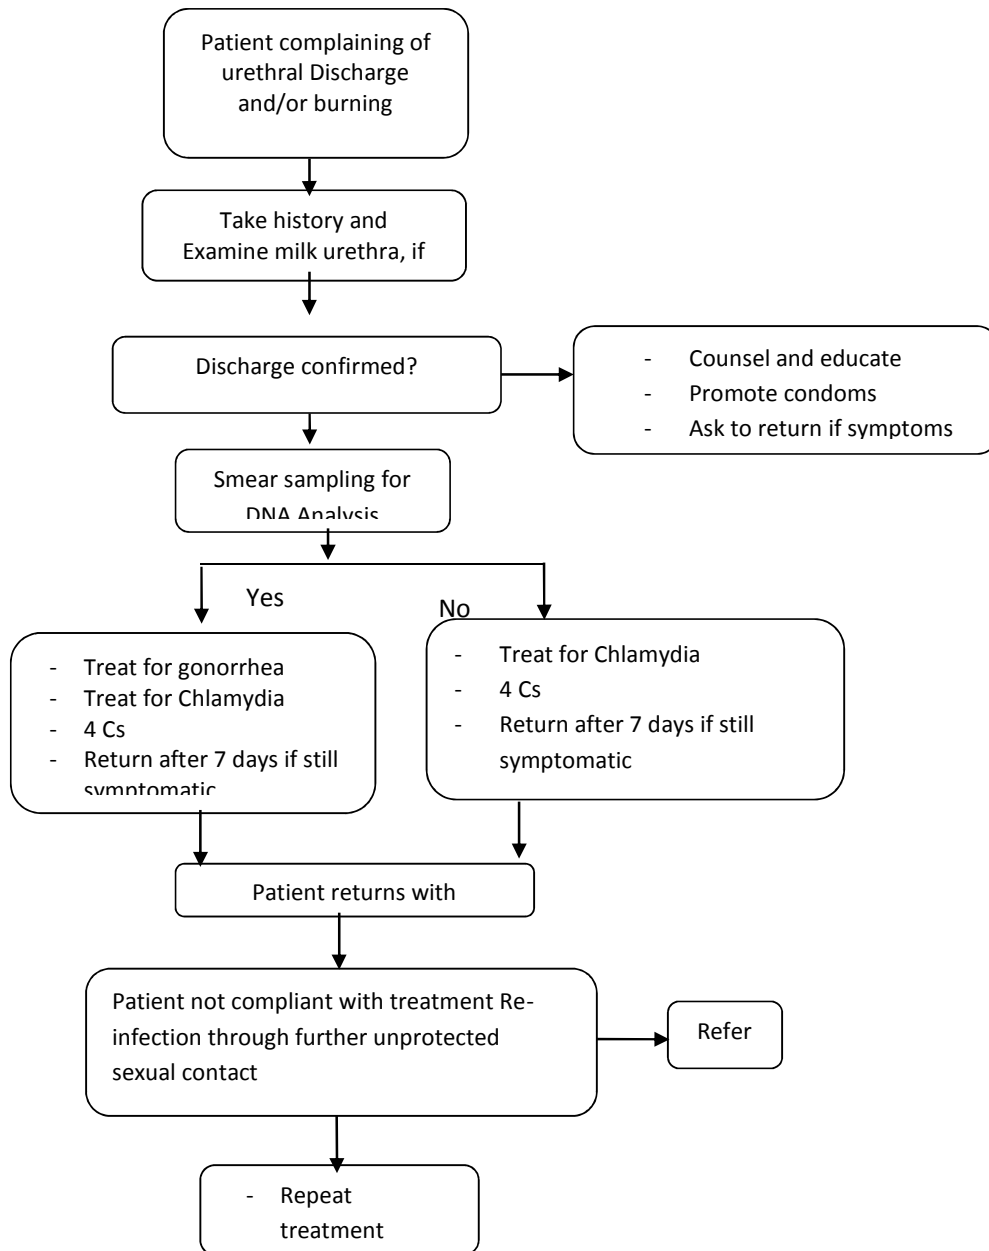 Patient complaining of
urethral Discharge
and/or burning
Take history and
Examine milk urethra, if
Discharge confirmed?
- Counsel and educate
- Promote condoms
- Ask to return if symptoms
Smear sampling for
DNA Analysis
Yes
No
- Treat for gonorrhea
- Treat for Chlamydia
- 4 Cs
- Return after 7 days if still
symptomatic
- Treat for Chlamydia
- 4 Cs
- Return after 7 days if still
symptomatic
Patient returns with
Patient not compliant with treatment Re-
infection through further unprotected
sexual contact
Refer
- Repeat
treatment